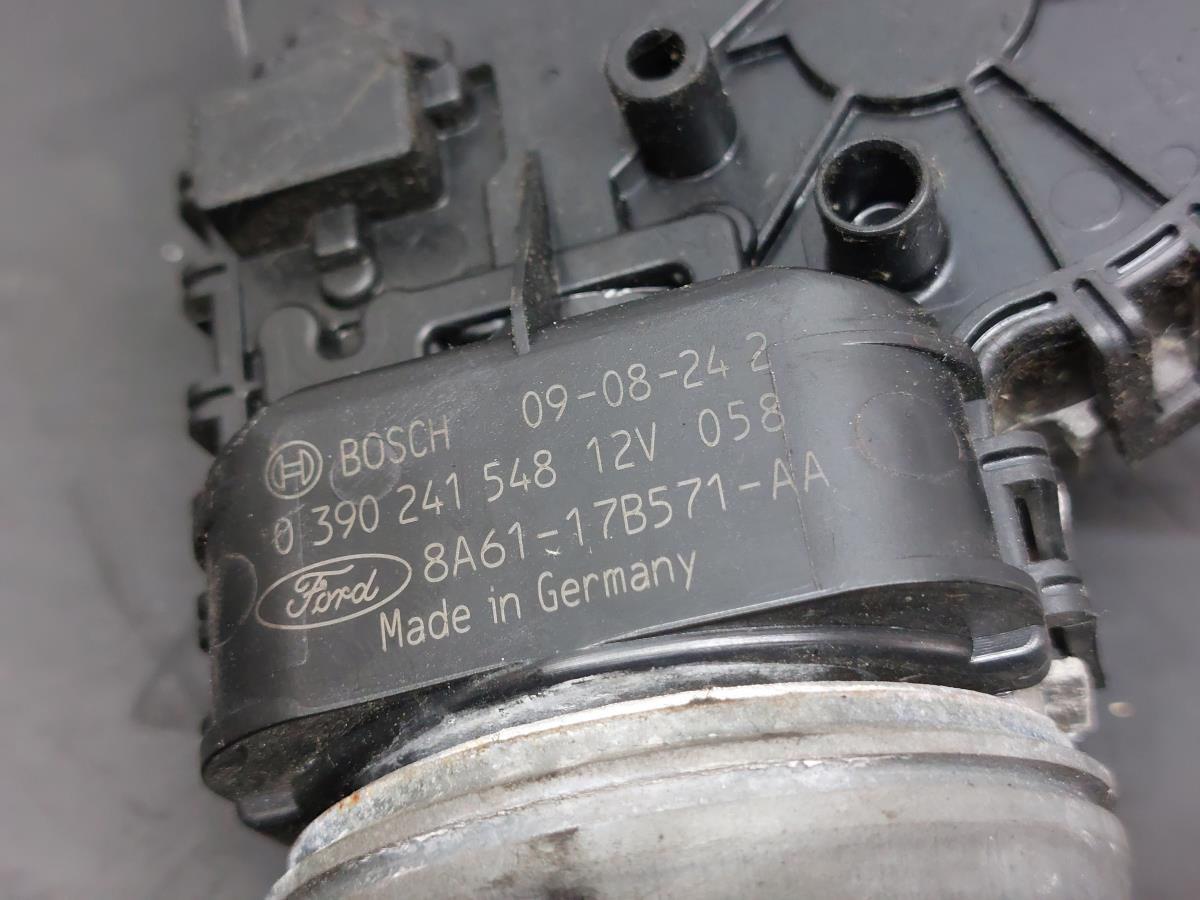 BOSCH 09-08-24 2
0 390 241 548 12V 058
Ford 8A61-17B571-AA
Made in Germany